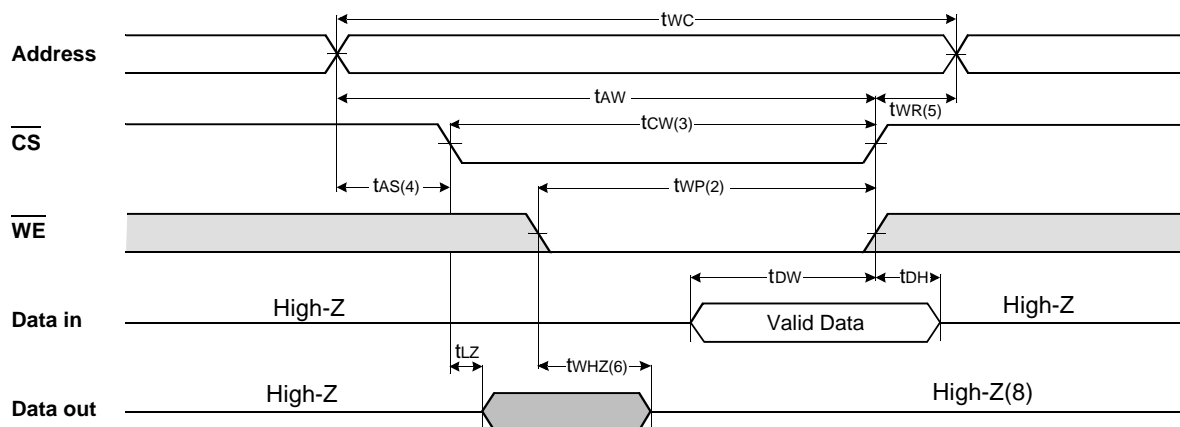 tWC
Address
tAW
tWR(5)
tCW(3)
CS
tAS(4)
tWP(2)
WE
tDW
tDH
High-Z
High-Z
Data in
Valid Data
tLZ
tWHZ(6)
High-Z
High-Z(8)
Data out